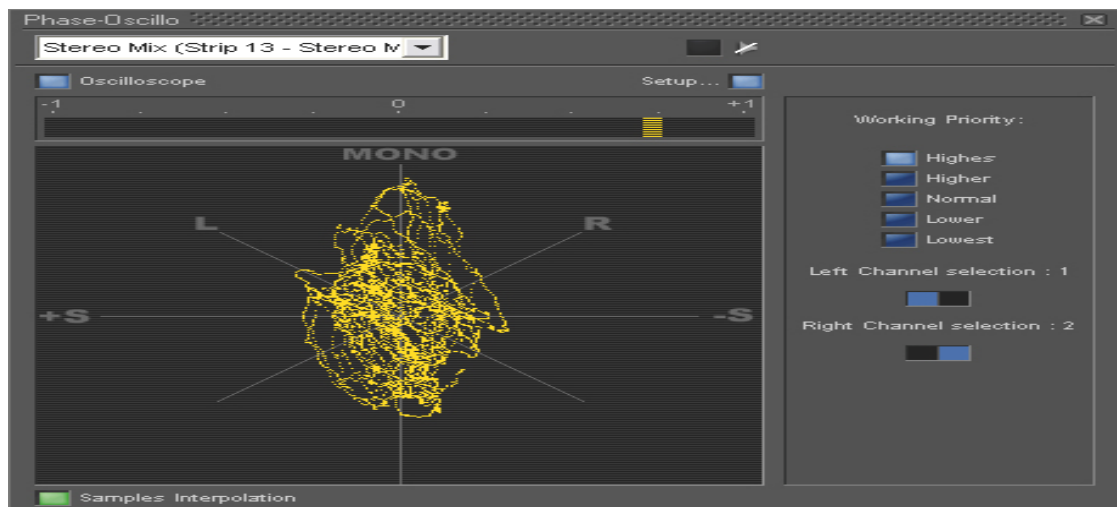 Phase-Oscillo
Stereo Mix (Strip 13 - Stereo M
Oscilloscope
Setup...
-1 0 +1
MONO
L R
+S -S
Samples Interpolation
Working Priority:
Highes
Higher
Normal
Lower
Lowest
Left Channel selection : 1
Right Channel selection : 2